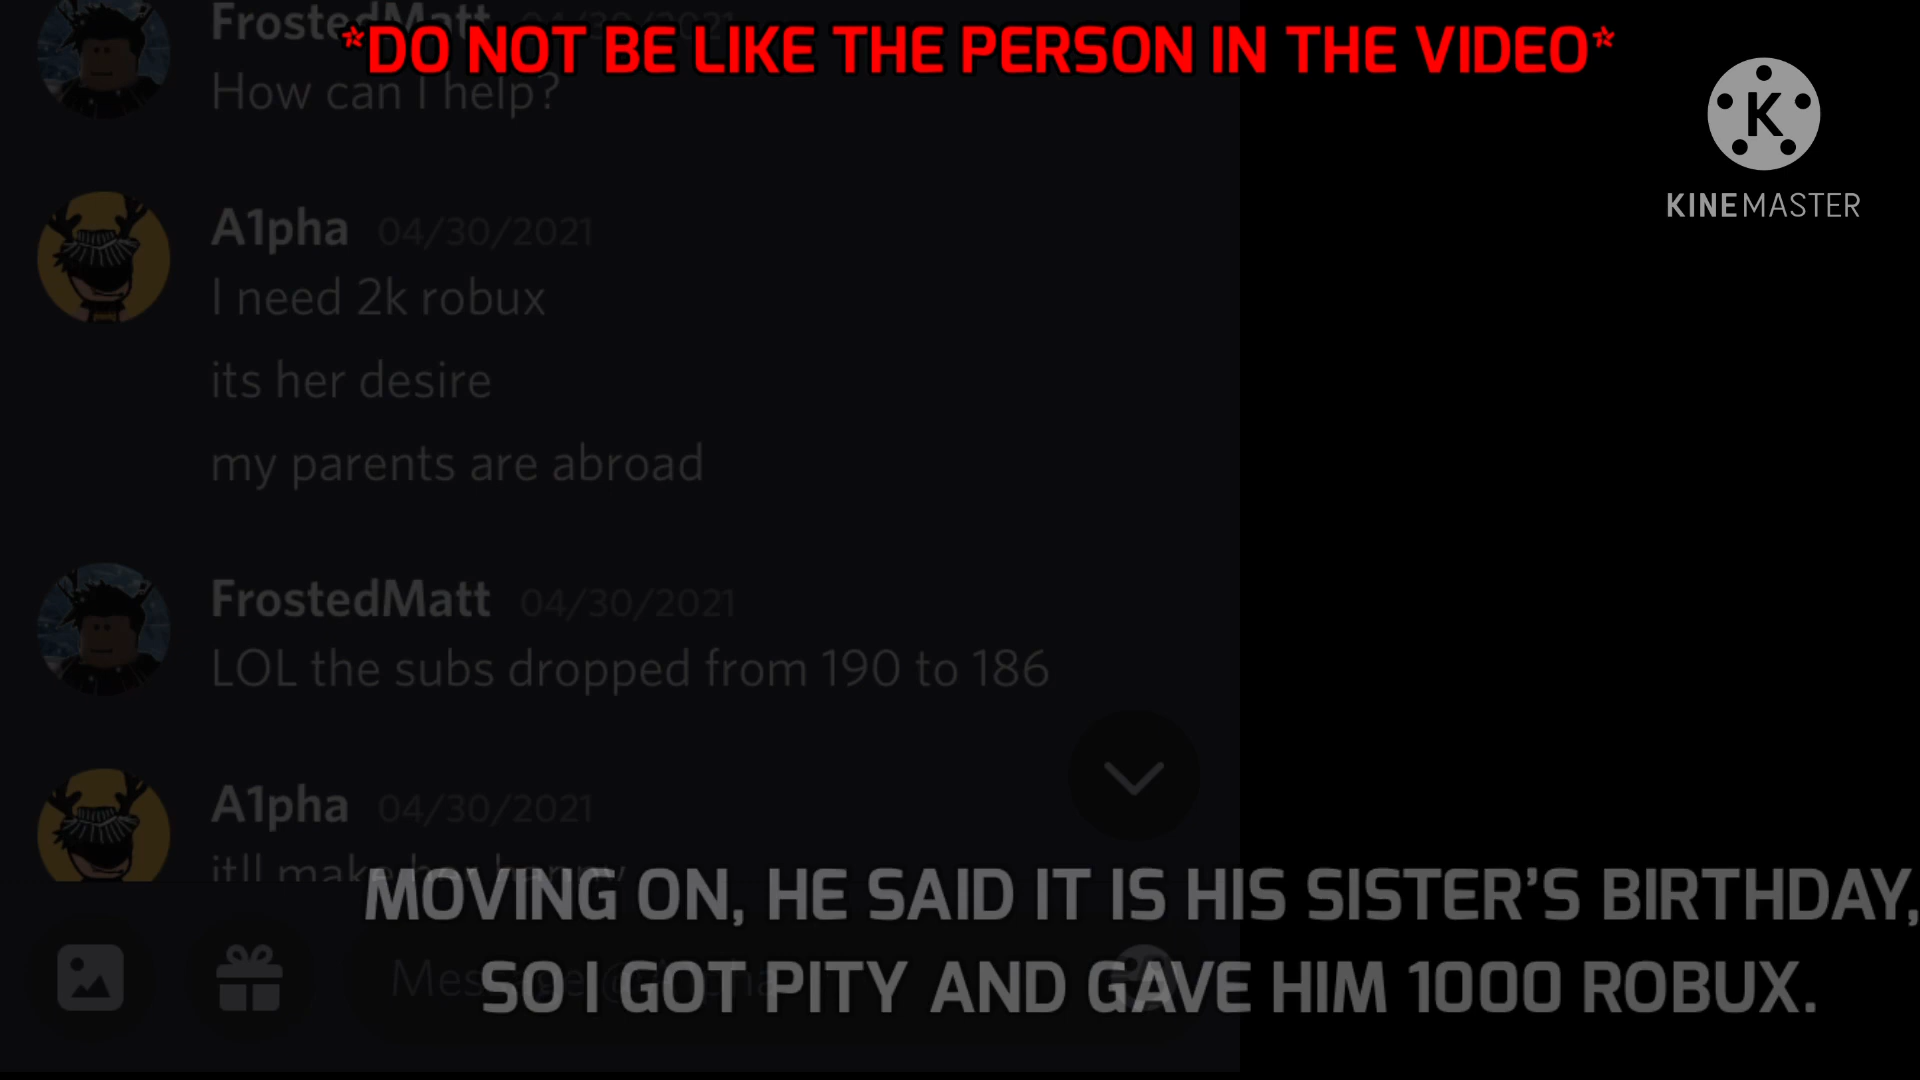 FrostedMatt 04/30/2021
*DO NOT BE LIKE THE PERSON IN THE VIDEO*
How can I help?
K
KINEMASTER
A1pha 04/30/2021
I need 2k robux
its her desire
my parents are abroad
FrostedMatt 04/30/2021
LOL the subs dropped from 190 to 186
A1pha 04/30/2021
itll make her happy
MOVING ON, HE SAID IT IS HIS SISTER'S BIRTHDAY,
Message @A1pha
SO I GOT PITY AND GAVE HIM 1000 ROBUX.